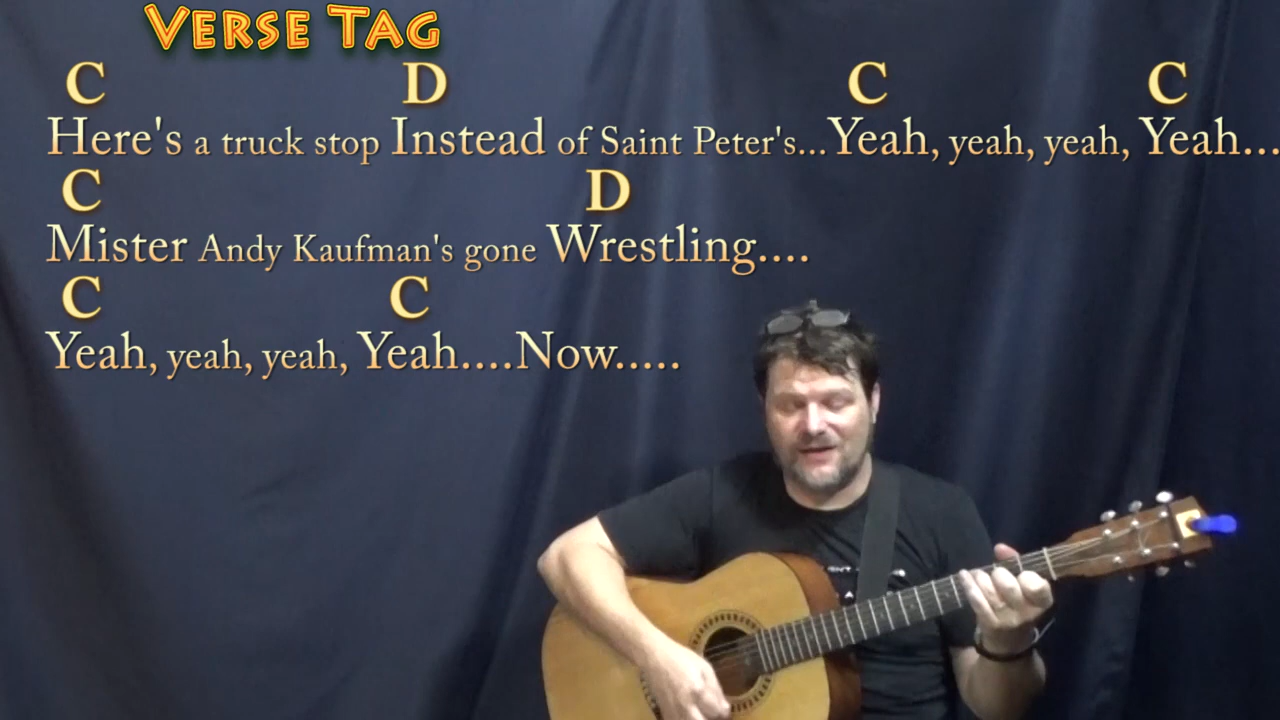 VERSE TAG
C D C C
Here's a truck stop Instead of Saint Peter's...Yeah, yeah, yeah, Yeah...
C D
Mister Andy Kaufman's gone Wrestling....
C C
Yeah, yeah, yeah, Yeah....Now.....